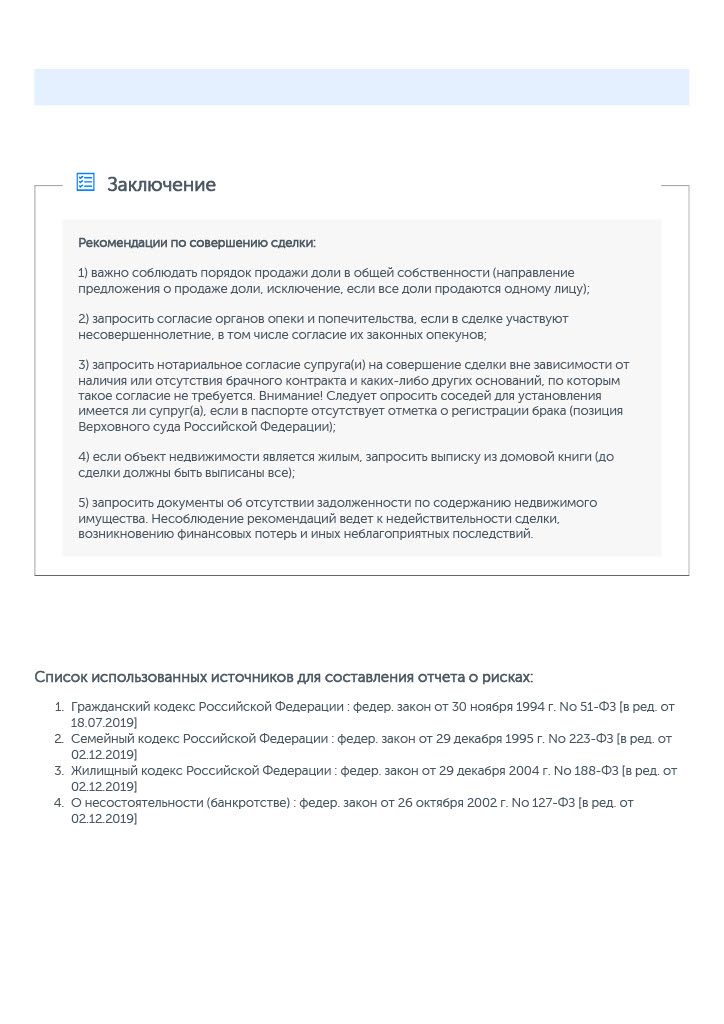 Заключение
Рекомендации по совершению сделки:
1) важно соблюдать порядок продажи доли в общей собственности (направление
предложения о продаже доли, исключение, если все доли продаются одному лицу);
2) запросить согласие органов опеки и попечительства, если в сделке участвуют
несовершеннолетние, в том числе согласие их законных опекунов;
3) запросить нотариальное согласие супруга(и) на совершение сделки вне зависимости от
наличия или отсутствия брачного контракта и каких-либо других оснований, по которым
такое согласие не требуется. Внимание! Следует опросить соседей для установления
имеется ли супруг(а), если в паспорте отсутствует отметка о регистрации брака (позиция
Верховного суда Российской Федерации);
4) если объект недвижимости является жилым, запросить выписку из домовой книги (до
сделки должны быть выписаны все);
5) запросить документы об отсутствии задолженности по содержанию недвижимого
имущества. Несоблюдение рекомендаций ведет к недействительности сделки,
возникновению финансовых потерь и иных неблагоприятных последствий.
Список использованных источников для составления отчета о рисках:
1. Гражданский кодекс Российской Федерации : федер. закон от 30 ноября 1994 г. No 51-ФЗ [в ред. от
18.07.2019]
2. Семейный кодекс Российской Федерации : федер. закон от 29 декабря 1995 г. No 223-ФЗ [в ред. от
02.12.2019]
3. Жилищный кодекс Российской Федерации : федер. закон от 29 декабря 2004 г. No 188-ФЗ [в ред. от
02.12.2019]
4. О несостоятельности (банкротстве) : федер. закон от 26 октября 2002 г. No 127-ФЗ [в ред. от
02.12.2019]